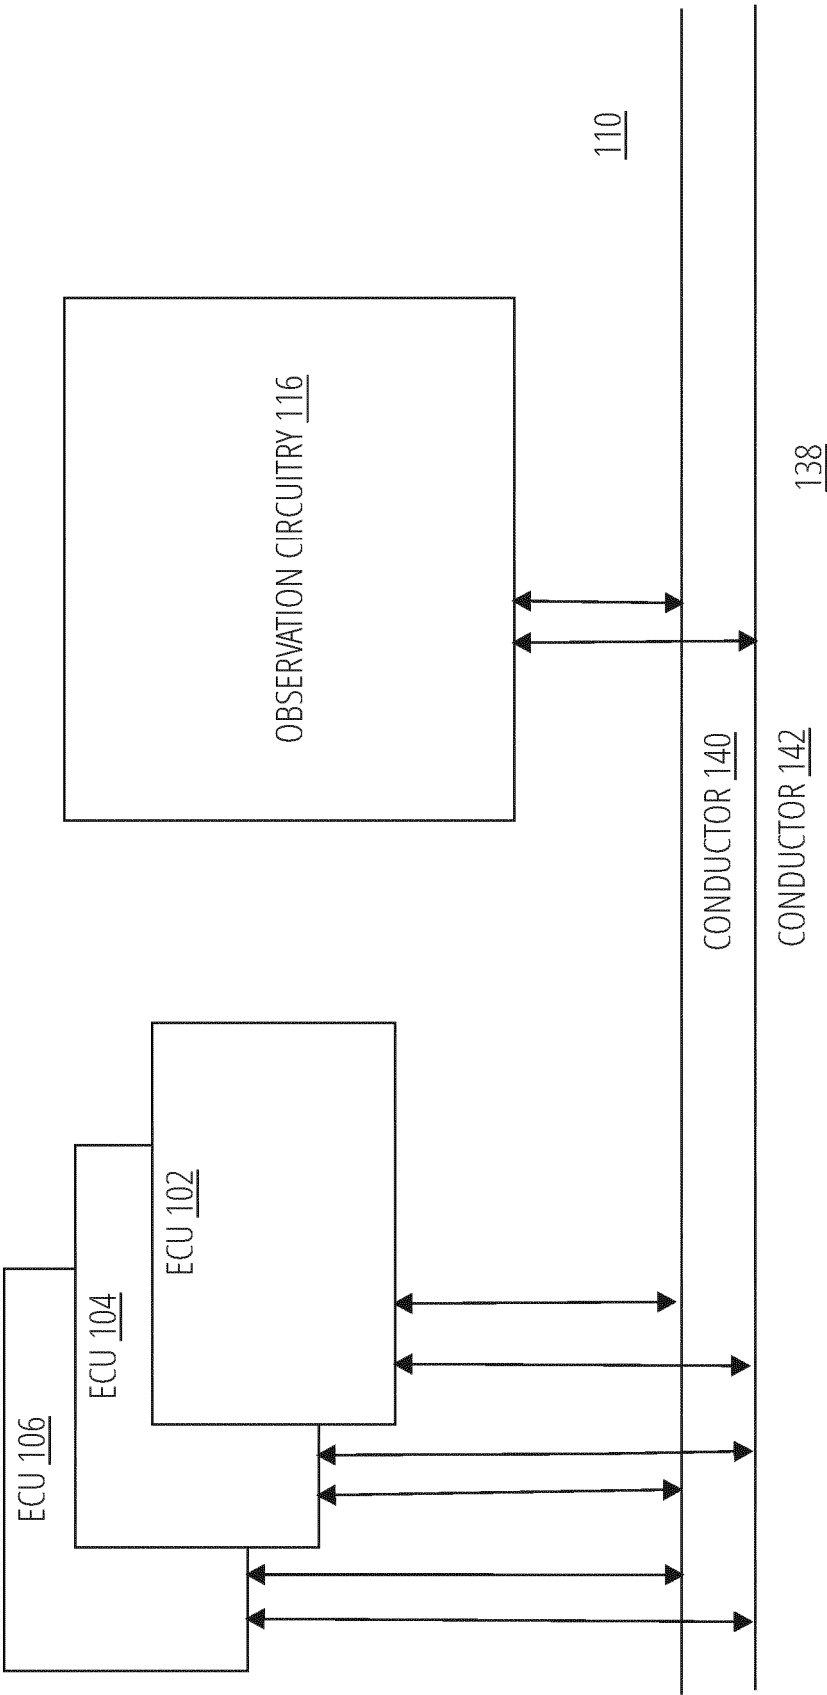 ECU 106
ECU 104
ECU 102
OBSERVATION CIRCUITRY 116
110
CONDUCTOR 140
CONDUCTOR 142
138